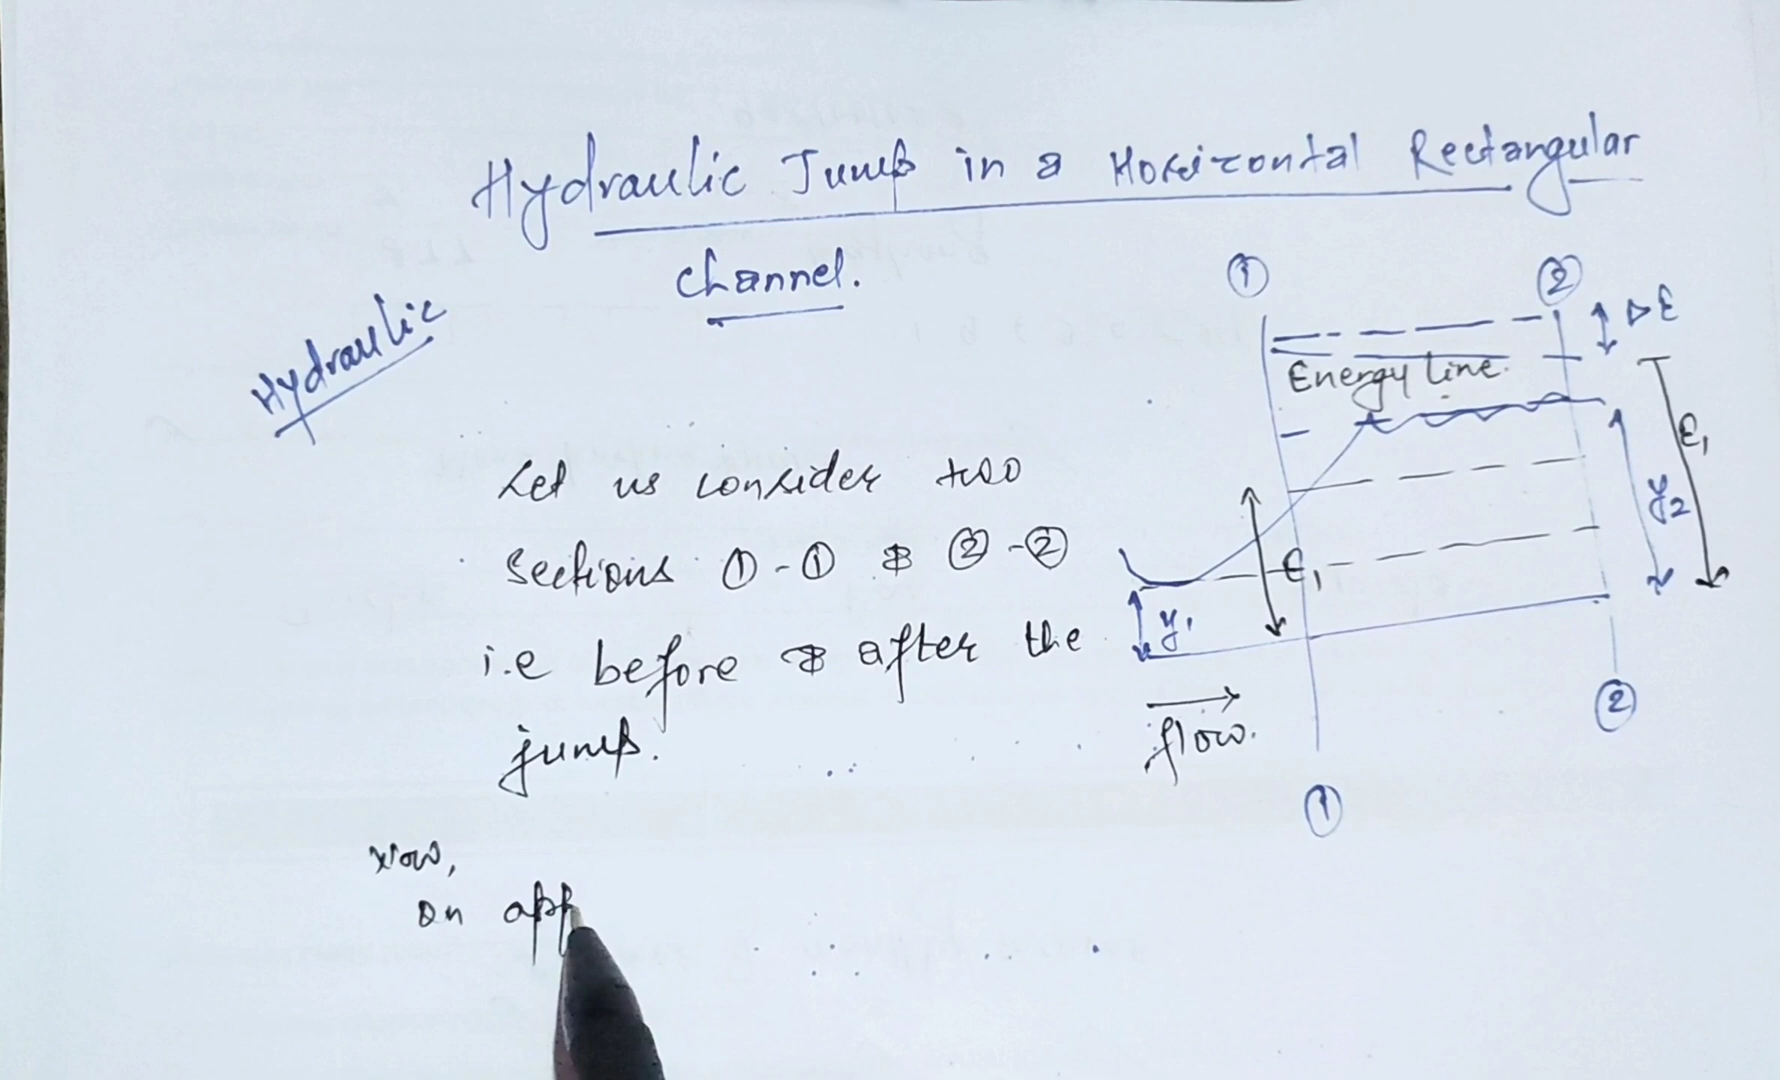 Hydraulic Jump in a Horizontal Rectangular
channel.
Hydraulic
Let us consider two
sections ①-① & ②-②
i.e before & after the
jump.
Now,
on app
① ②
ΔE
Energy line.
E₁
y₂
E₁
y₁
flow.
②
①